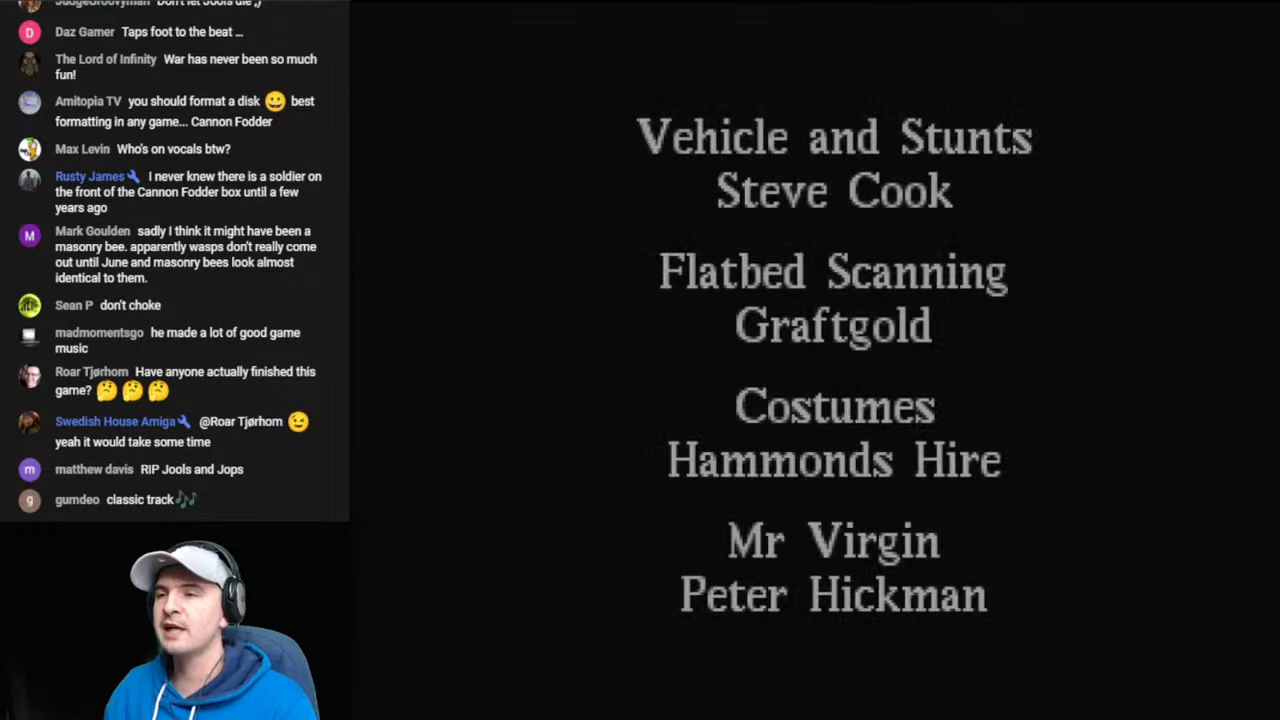 JudgeGroovyman Don't let Jools die ;)
D
Daz Gamer Taps foot to the beat ...
The Lord of Infinity War has never been so much
fun!
Amitopia TV you should format a disk 😀 best
formatting in any game... Cannon Fodder
Max Levin Who's on vocals btw?
Rusty James🔧 I never knew there is a soldier on
the front of the Cannon Fodder box until a few
years ago
M
Mark Goulden sadly I think it might have been a
masonry bee. apparently wasps don't really come
out until June and masonry bees look almost
identical to them.
Sean P don't choke
madmomentsgo he made a lot of good game
music
Roar Tjørhom Have anyone actually finished this
game? 🤔 🤔 🤔
Swedish House Amiga🔧 @Roar Tjørhom 😉
yeah it would take some time
m
matthew davis RIP Jools and Jops
g
gumdeo classic track🎶
Vehicle and Stunts
Steve Cook
Flatbed Scanning
Graftgold
Costumes
Hammonds Hire
Mr Virgin
Peter Hickman